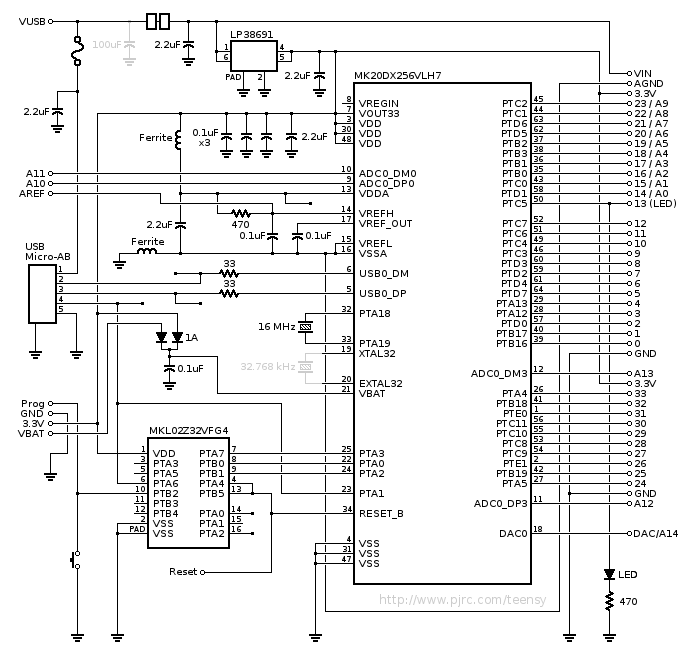 VUSB
100uF
2.2uF
LP38691
1
6
4
5
PAD
2
2.2uF
2.2uF
MK20DX256VLH7
VIN
AGND
3.3V
8 VREGIN
7 VOUT33
3 VDD
30 VDD
48 VDD
Ferrite
0.1uF
x3
2.2uF
PTC2 45 23 / A9
PTC1 44 22 / A8
PTD6 63 21 / A7
PTD5 62 20 / A6
PTB2 37 19 / A5
PTB3 38 18 / A4
PTB1 36 17 / A3
PTB0 35 16 / A2
PTC0 43 15 / A1
PTD1 58 14 / A0
PTC5 50 13 (LED)
A11 10 ADC0_DM0
A10 9 ADC0_DP0
AREF 13 VDDA
14 VREFH
17 VREF_OUT
470
2.2uF
0.1uF
0.1uF
15 VREFL
16 VSSA
Ferrite
PTC7 52 12
PTC6 51 11
PTC4 49 10
PTC3 46 9
PTD3 60 8
PTD2 59 7
PTD4 61 6
PTD7 64 5
PTA13 29 4
PTA12 28 3
PTD0 57 2
PTB17 40 1
PTB16 39 0
GND
USB
Micro-AB
1
2
3
4
5
33
33
6 USB0_DM
5 USB0_DP
32 PTA18
16 MHz
33 PTA19
19 XTAL32
32.768 kHz
20 EXTAL32
21 VBAT
1A
0.1uF
ADC0_DM3 12 A13
3.3V
PTA4 26 33
PTB18 41 32
PTE0 1 31
PTC11 56 30
PTC10 55 29
PTC8 53 28
PTC9 54 27
PTE1 2 26
PTB19 42 25
PTA5 27 24
GND
ADC0_DP3 11 A12
DAC0 18 DAC/A14
Prog
GND
3.3V
VBAT
MKL02Z32VFG4
1 VDD
3 PTA3
5 PTA5
6 PTA6
10 PTB2
11 PTB3
12 PTB4
2 VSS
PAD VSS
PTA7 7
PTB0 8
PTB1 9
PTA4 4
PTB5 13
PTA0 14
PTA1 15
PTA2 16
25 PTA3
22 PTA0
24 PTA2
23 PTA1
34 RESET_B
4 VSS
31 VSS
47 VSS
Reset
LED
470
http://www.pjrc.com/teensy